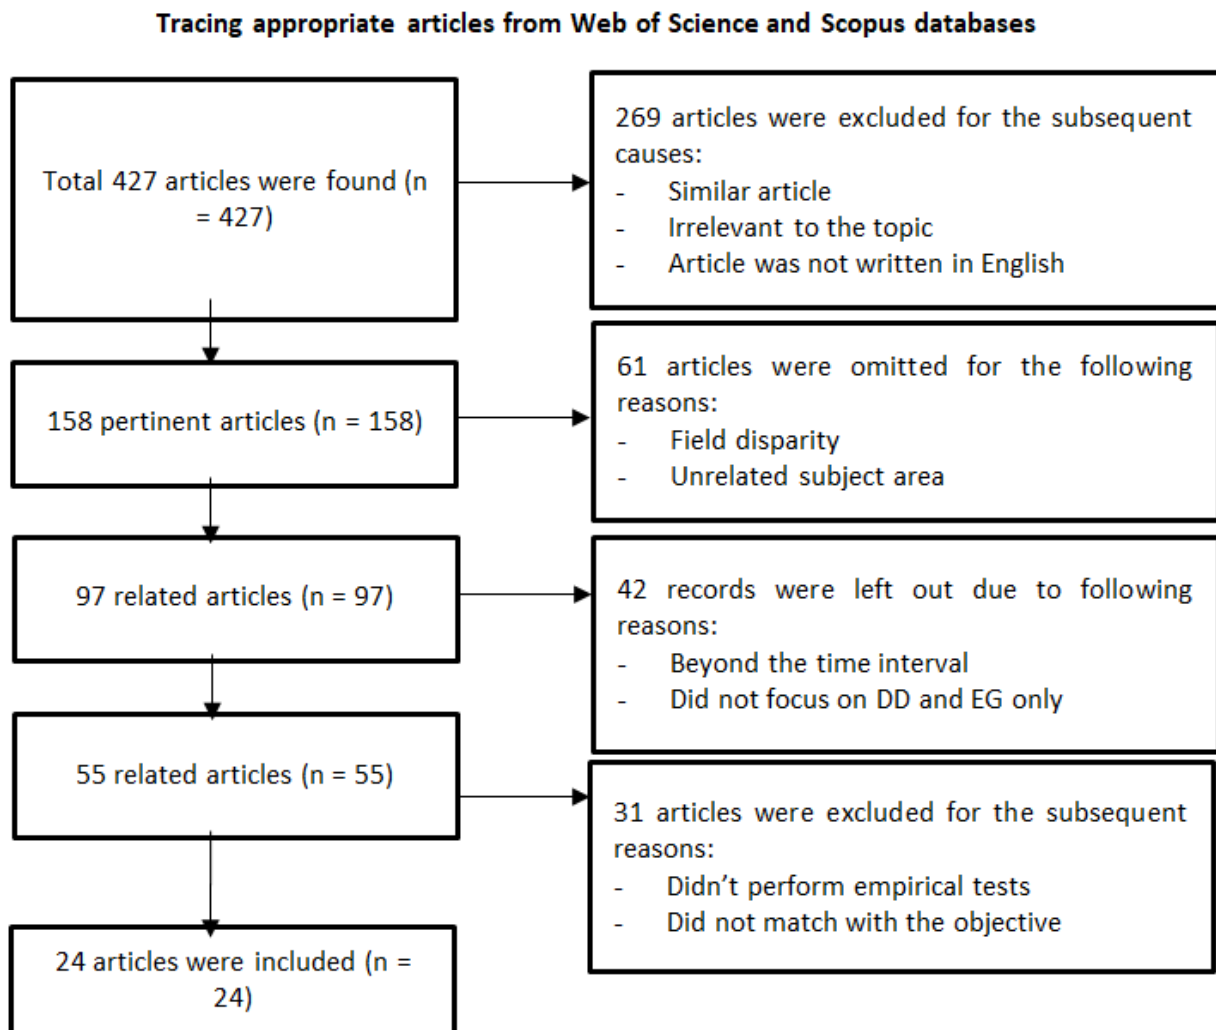 Tracing appropriate articles from Web of Science and Scopus databases
Total 427 articles were found (n
= 427)
269 articles were excluded for the subsequent
causes:
- Similar article
- Irrelevant to the topic
- Article was not written in English
158 pertinent articles (n = 158)
61 articles were omitted for the following
reasons:
- Field disparity
- Unrelated subject area
97 related articles (n = 97)
42 records were left out due to following
reasons:
- Beyond the time interval
- Did not focus on DD and EG only
55 related articles (n = 55)
31 articles were excluded for the subsequent
reasons:
- Didn’t perform empirical tests
- Did not match with the objective
24 articles were included (n =
24)